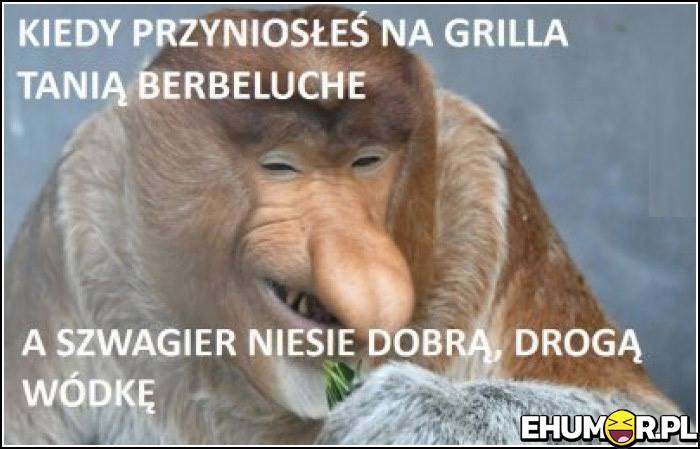 KIEDY PRZYNIOSŁEŚ NA GRILLA
TANIĄ BERBELUCHE
A SZWAGIER NIESIE DOBRĄ, DROGĄ
WÓDKĘ
EHUMOR.PL